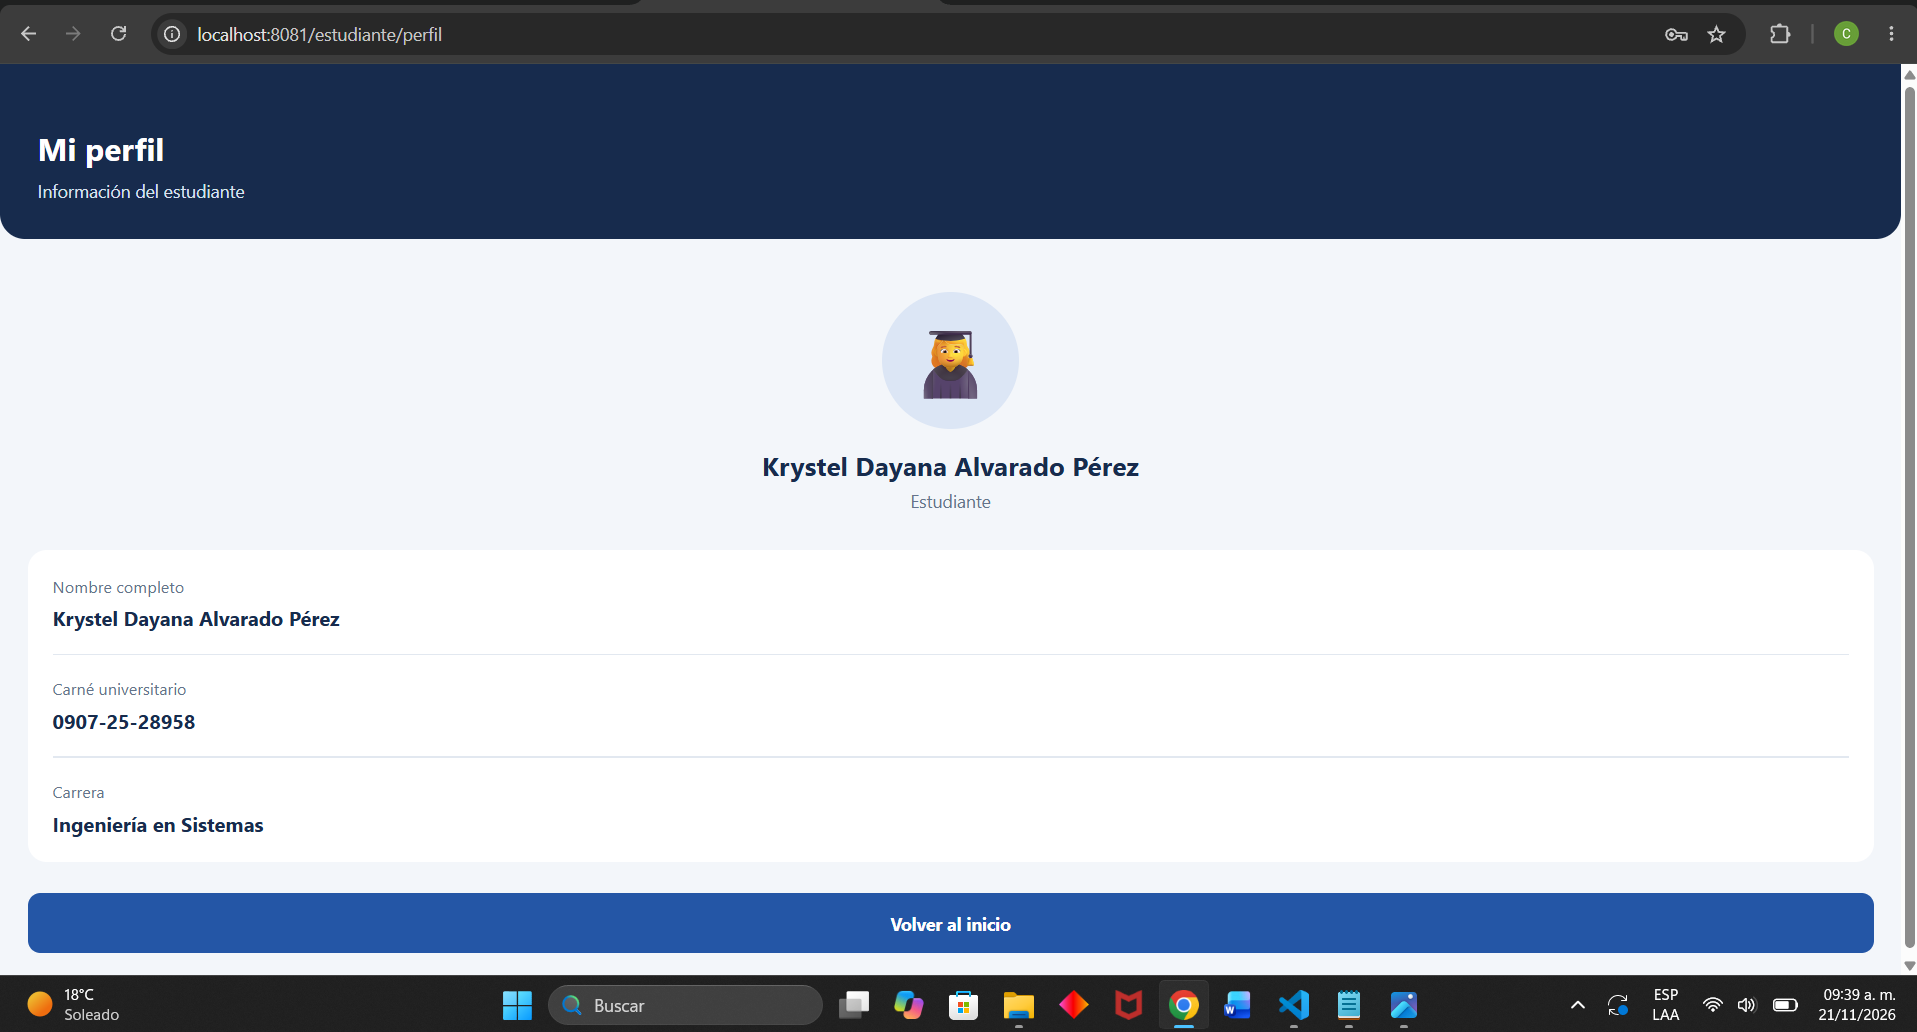 localhost:8081/estudiante/perfil
C
Mi perfil
Información del estudiante
Krystel Dayana Alvarado Pérez
Estudiante
Nombre completo
Krystel Dayana Alvarado Pérez
Carné universitario
0907-25-28958
Carrera
Ingeniería en Sistemas
Volver al inicio
18°C
Soleado
Buscar
W
ESP
LAA
09:39 a. m.
21/11/2026